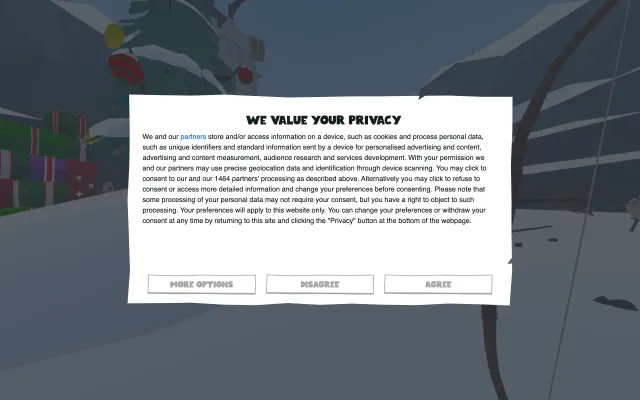 WE VALUE YOUR PRIVACY
We and our partners store and/or access information on a device, such as cookies and process personal data,
such as unique identifiers and standard information sent by a device for personalised advertising and content,
advertising and content measurement, audience research and services development. With your permission we
and our partners may use precise geolocation data and identification through device scanning. You may click to
consent to our and our 1464 partners' processing as described above. Alternatively you may click to refuse to
consent or access more detailed information and change your preferences before consenting. Please note that
some processing of your personal data may not require your consent, but you have a right to object to such
processing. Your preferences will apply to this website only. You can change your preferences or withdraw your
consent at any time by returning to this site and clicking the "Privacy" button at the bottom of the webpage.
MORE OPTIONS DISAGREE AGREE